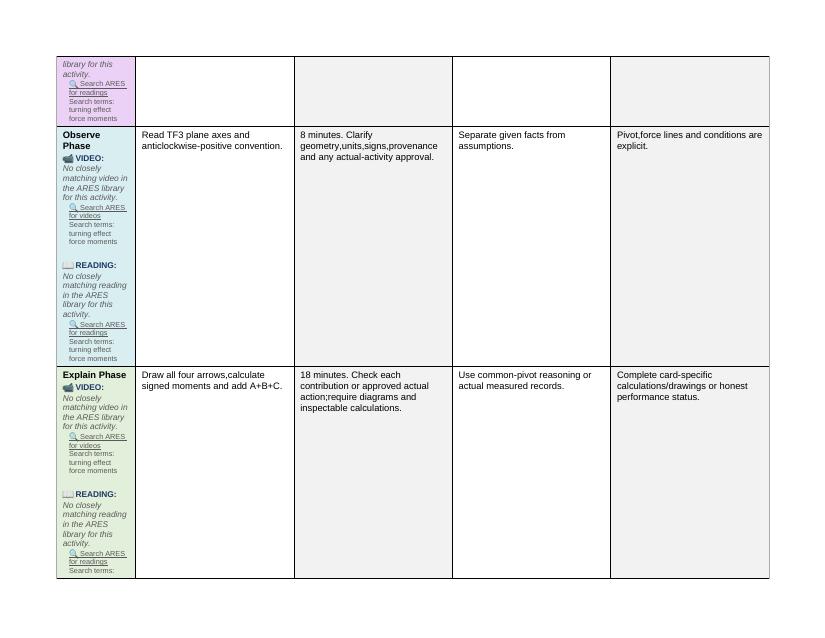 library for this
activity.
🔍 Search ARES
for readings
Search terms:
turning effect
force moments
Observe
Phase
📹 VIDEO:
No closely
matching video in
the ARES library
for this activity.
🔍 Search ARES
for videos
Search terms:
turning effect
force moments
📖 READING:
No closely
matching reading
in the ARES
library for this
activity.
🔍 Search ARES
for readings
Search terms:
turning effect
force moments
Read TF3 plane axes and
anticlockwise-positive convention.
8 minutes. Clarify
geometry,units,signs,provenance
and any actual-activity approval.
Separate given facts from
assumptions.
Pivot,force lines and conditions are
explicit.
Explain Phase
📹 VIDEO:
No closely
matching video in
the ARES library
for this activity.
🔍 Search ARES
for videos
Search terms:
turning effect
force moments
📖 READING:
No closely
matching reading
in the ARES
library for this
activity.
🔍 Search ARES
for readings
Search terms:
Draw all four arrows,calculate
signed moments and add A+B+C.
18 minutes. Check each
contribution or approved actual
action;require diagrams and
inspectable calculations.
Use common-pivot reasoning or
actual measured records.
Complete card-specific
calculations/drawings or honest
performance status.